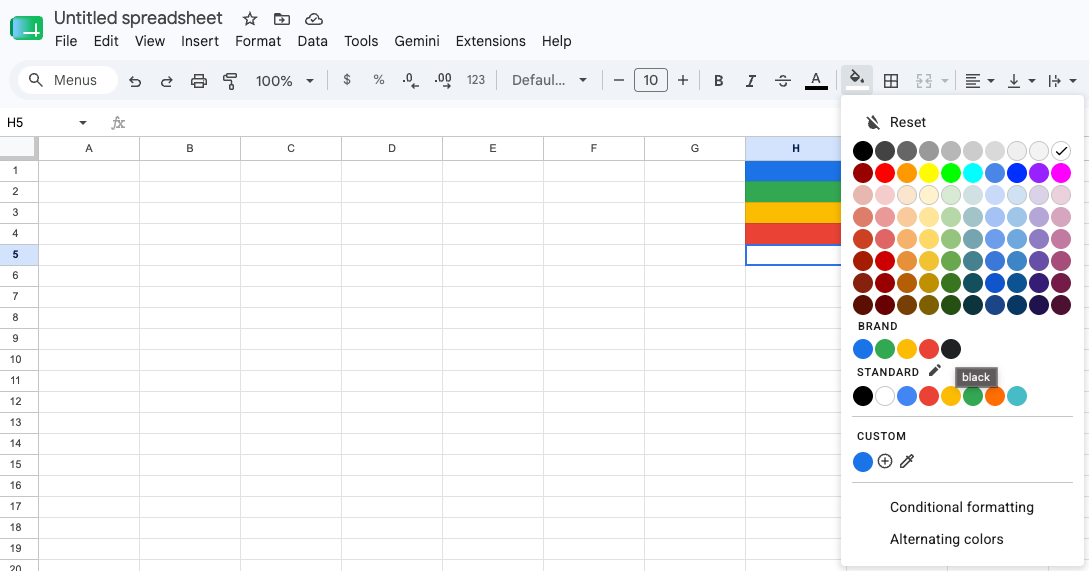 Untitled spreadsheet
File Edit View Insert Format Data Tools Gemini Extensions Help
Menus 100% $ % .0 .00 123 Defaul... 10 B I A
H5 fx
Reset
A B C D E F G H
1
2
3
4
5
6
7
8
9
10
11
12
13
14
15
16
17
18
19
20
BRAND
STANDARD
black
CUSTOM
Conditional formatting
Alternating colors